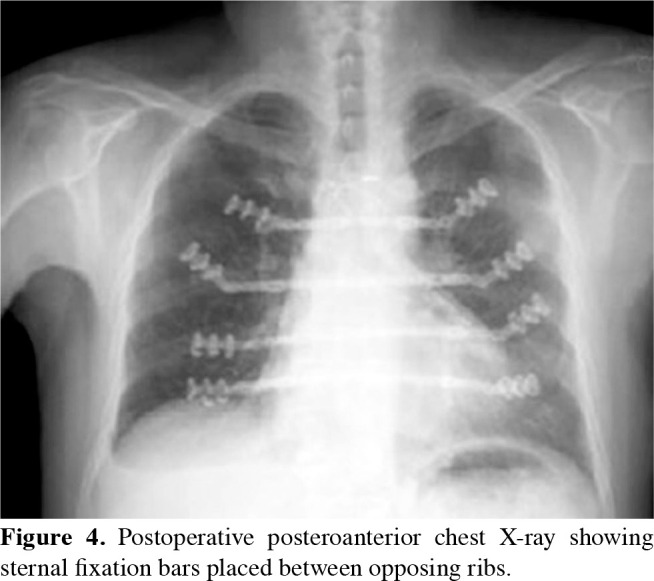 Figure 4. Postoperative posteroanterior chest X-ray showing
sternal fixation bars placed between opposing ribs.